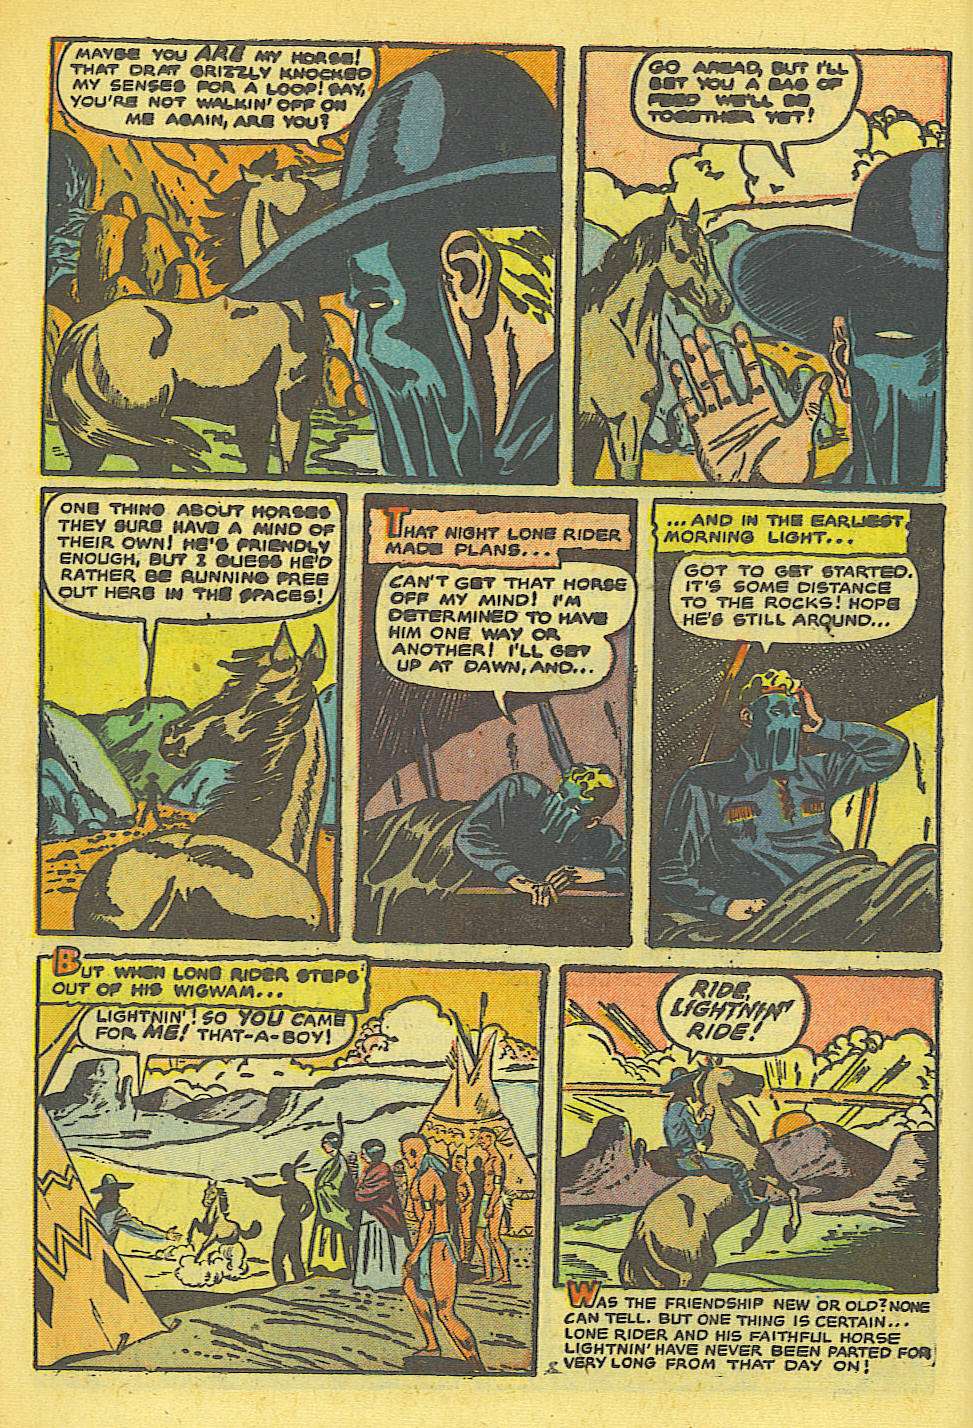 MAYBE YOU ARE MY HORSE!
THAT DRAT GRIZZLY KNOCKED
MY SENSES FOR A LOOP! SAY,
YOU'RE NOT WALKIN' OFF ON
ME AGAIN, ARE YOU?
GO AHEAD, BUT I'LL
BET YOU A BAG OF
FEED WE'LL BE
TOGETHER YET!
ONE THING ABOUT HORSES
THEY SURE HAVE A MIND OF
THEIR OWN! HE'S FRIENDLY
ENOUGH, BUT I GUESS HE'D
RATHER BE RUNNING FREE
OUT HERE IN THE SPACES!
THAT NIGHT LONE RIDER
MADE PLANS...
CAN'T GET THAT HORSE
OFF MY MIND! I'M
DETERMINED TO HAVE
HIM ONE WAY OR
ANOTHER! I'LL GET
UP AT DAWN, AND...
...AND IN THE EARLIEST
MORNING LIGHT...
GOT TO GET STARTED.
IT'S SOME DISTANCE
TO THE ROCKS! HOPE
HE'S STILL AROUND...
BUT WHEN LONE RIDER STEPS
OUT OF HIS WIGWAM...
LIGHTNIN'! SO YOU CAME
FOR ME! THAT-A-BOY!
RIDE,
LIGHTNIN'
RIDE!
WAS THE FRIENDSHIP NEW OR OLD? NONE
CAN TELL. BUT ONE THING IS CERTAIN...
LONE RIDER AND HIS FAITHFUL HORSE
LIGHTNIN' HAVE NEVER BEEN PARTED FOR
VERY LONG FROM THAT DAY ON!